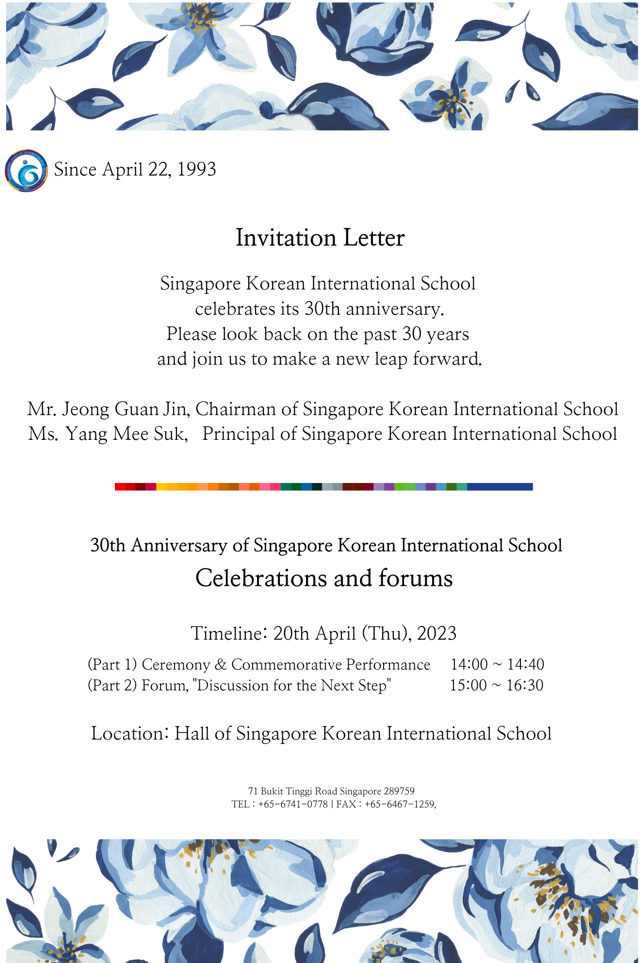 Since April 22, 1993
Invitation Letter
Singapore Korean International School
celebrates its 30th anniversary.
Please look back on the past 30 years
and join us to make a new leap forward.
Mr. Jeong Guan Jin, Chairman of Singapore Korean International School
Ms. Yang Mee Suk, Principal of Singapore Korean International School
30th Anniversary of Singapore Korean International School
Celebrations and forums
Timeline: 20th April (Thu), 2023
(Part 1) Ceremony & Commemorative Performance 14:00 ~ 14:40
(Part 2) Forum, "Discussion for the Next Step" 15:00 ~ 16:30
Location: Hall of Singapore Korean International School
71 Bukit Tinggi Road Singapore 289759
TEL : +65-6741-0778 | FAX : +65-6467-1259,